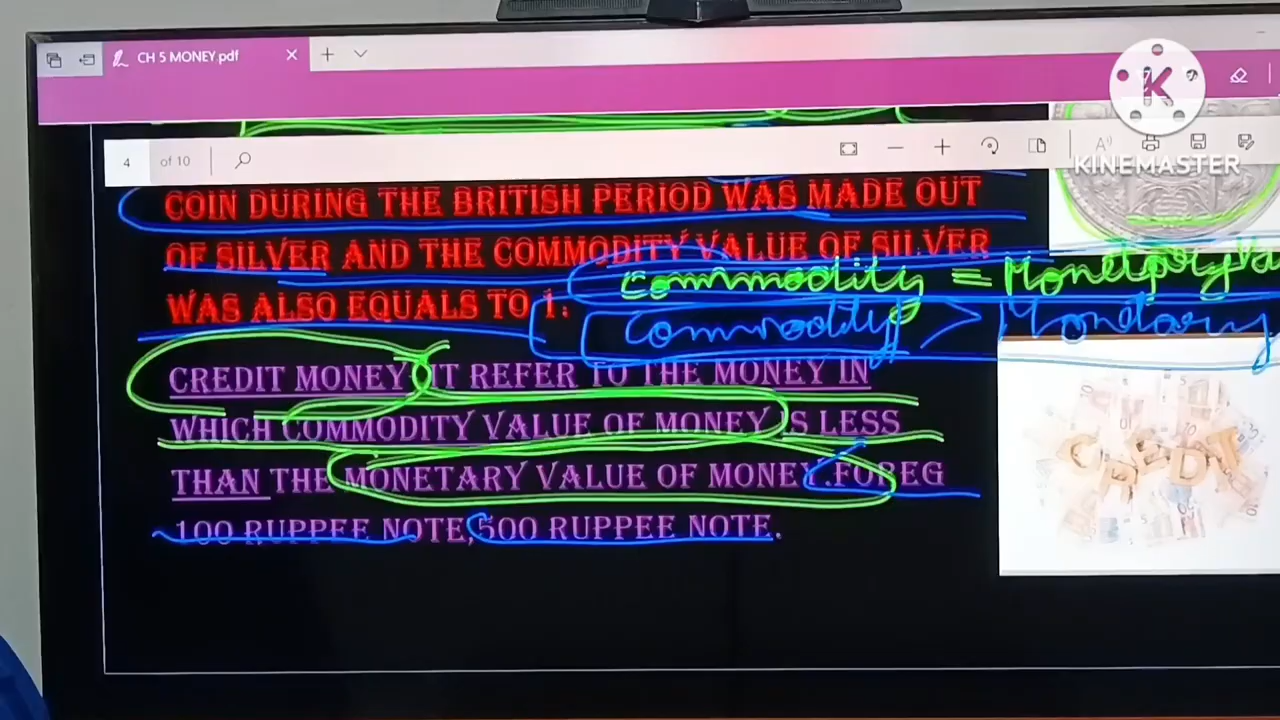 CH 5 MONEY.pdf
4 of 10
KINEMASTER
COIN DURING THE BRITISH PERIOD WAS MADE OUT
OF SILVER AND THE COMMODITY VALUE OF SILVER
commodity = Monetary Va
WAS ALSO EQUALS TO 1.
Commodity > Monetary
CREDIT MONEY IT REFER TO THE MONEY IN
WHICH COMMODITY VALUE OF MONEY IS LESS
THAN THE MONETARY VALUE OF MONEY.FOREG
100 RUPPEE NOTE,500 RUPPEE NOTE.
CREDIT